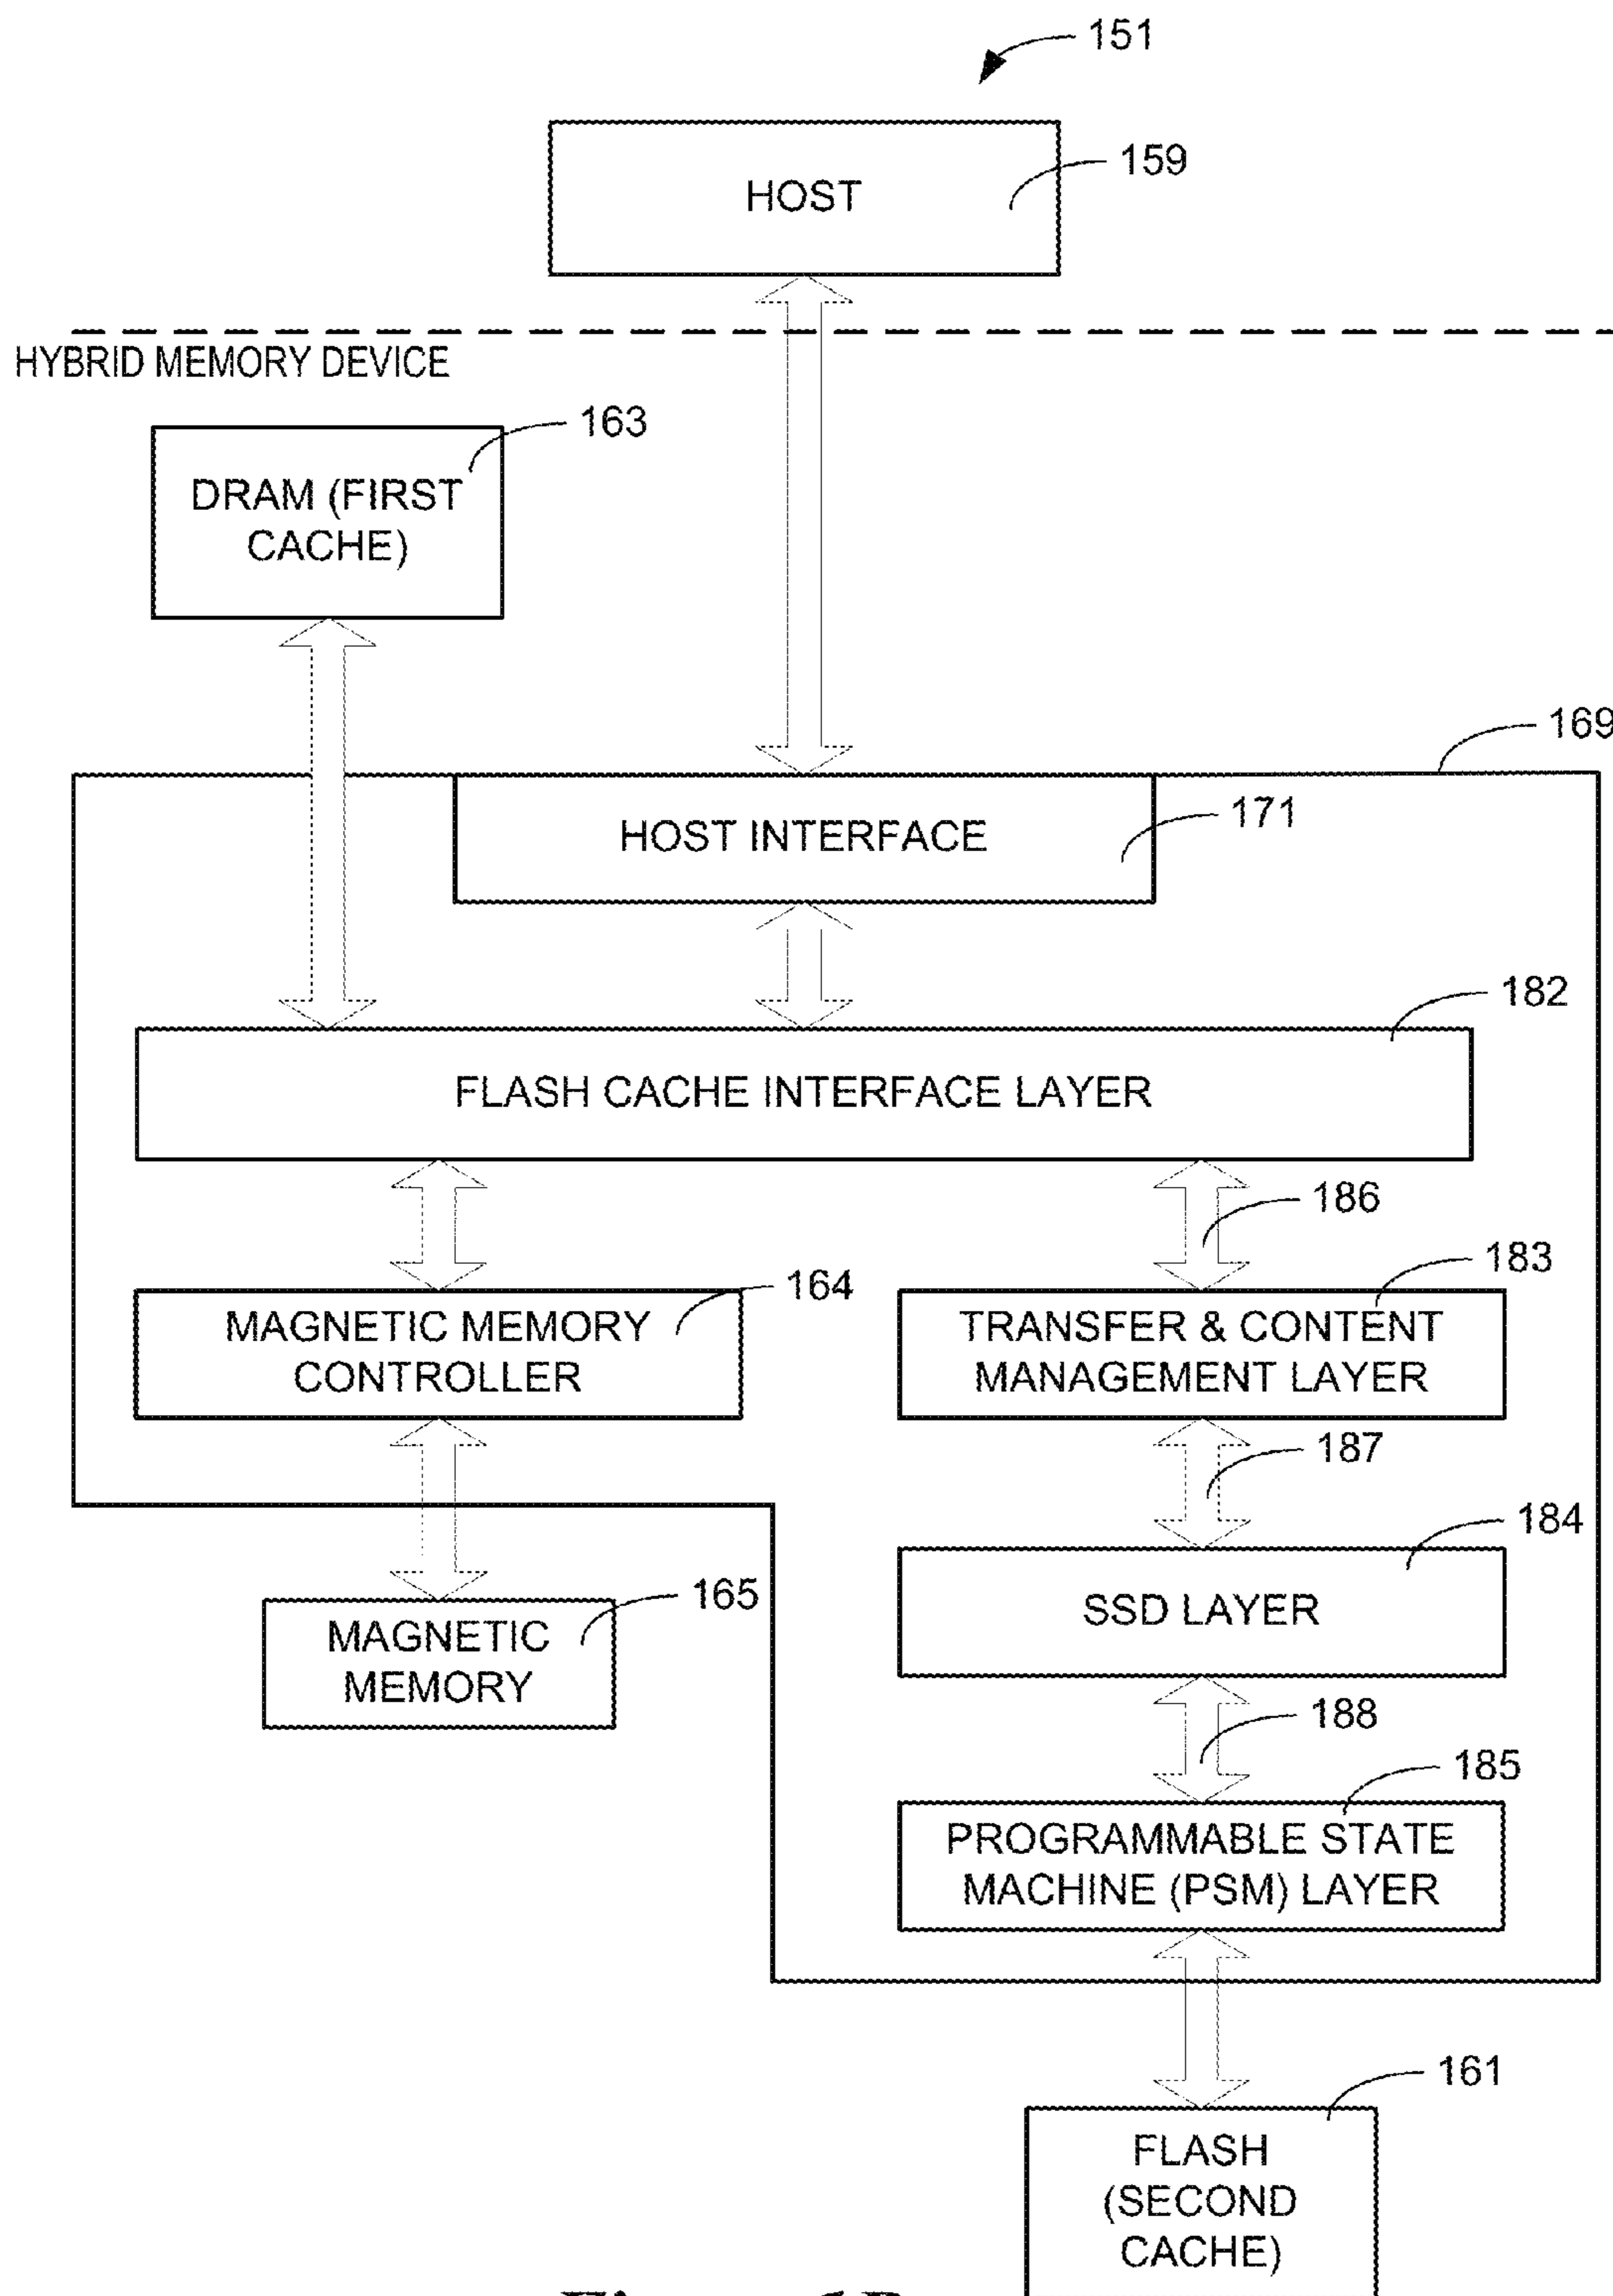 151
HOST
159
HYBRID MEMORY DEVICE
DRAM (FIRST
CACHE)
163
169
HOST INTERFACE
171
182
FLASH CACHE INTERFACE LAYER
186
MAGNETIC MEMORY
CONTROLLER
164
TRANSFER & CONTENT
MANAGEMENT LAYER
183
187
184
SSD LAYER
MAGNETIC
MEMORY
165
188
185
PROGRAMMABLE STATE
MACHINE (PSM) LAYER
161
FLASH
(SECOND
CACHE)